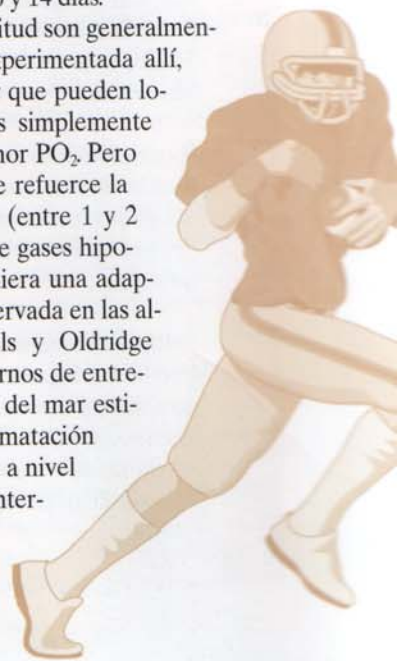 y 14 días.
itud son generalmen-
xperimentada allí,
que pueden lo-
s simplemente
nor PO₂. Pero
e refuerce la
(entre 1 y 2
e gases hipo-
iera una adap-
ervada en las al-
ls y Oldridge
rnos de entre-
del mar esti-
matación
a nivel
nter-